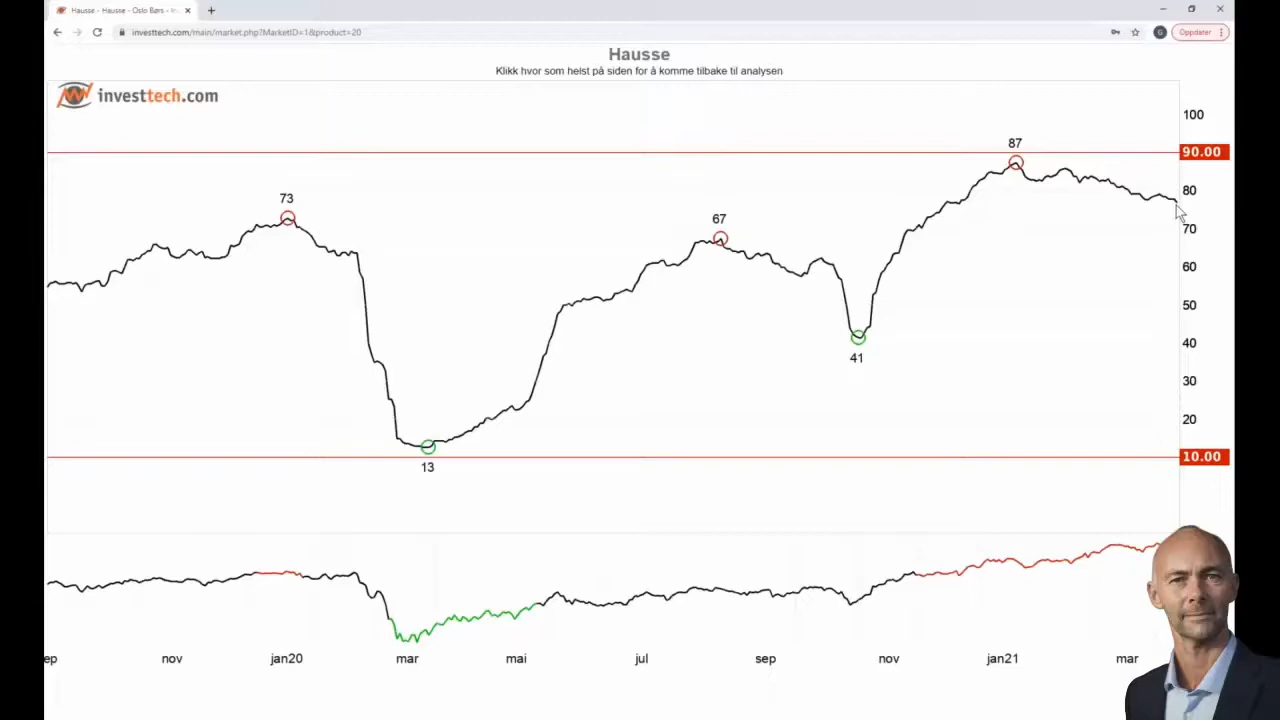 Hausse - Hausse - Oslo Børs - In
investtech.com/main/market.php?MarketID=1&product=20
G
Oppdater
Hausse
Klikk hvor som helst på siden for å komme tilbake til analysen
investtech.com
100
90.00
80
70
60
50
40
30
20
10.00
73
13
67
41
87
ep nov jan20 mar mai jul sep nov jan21 mar